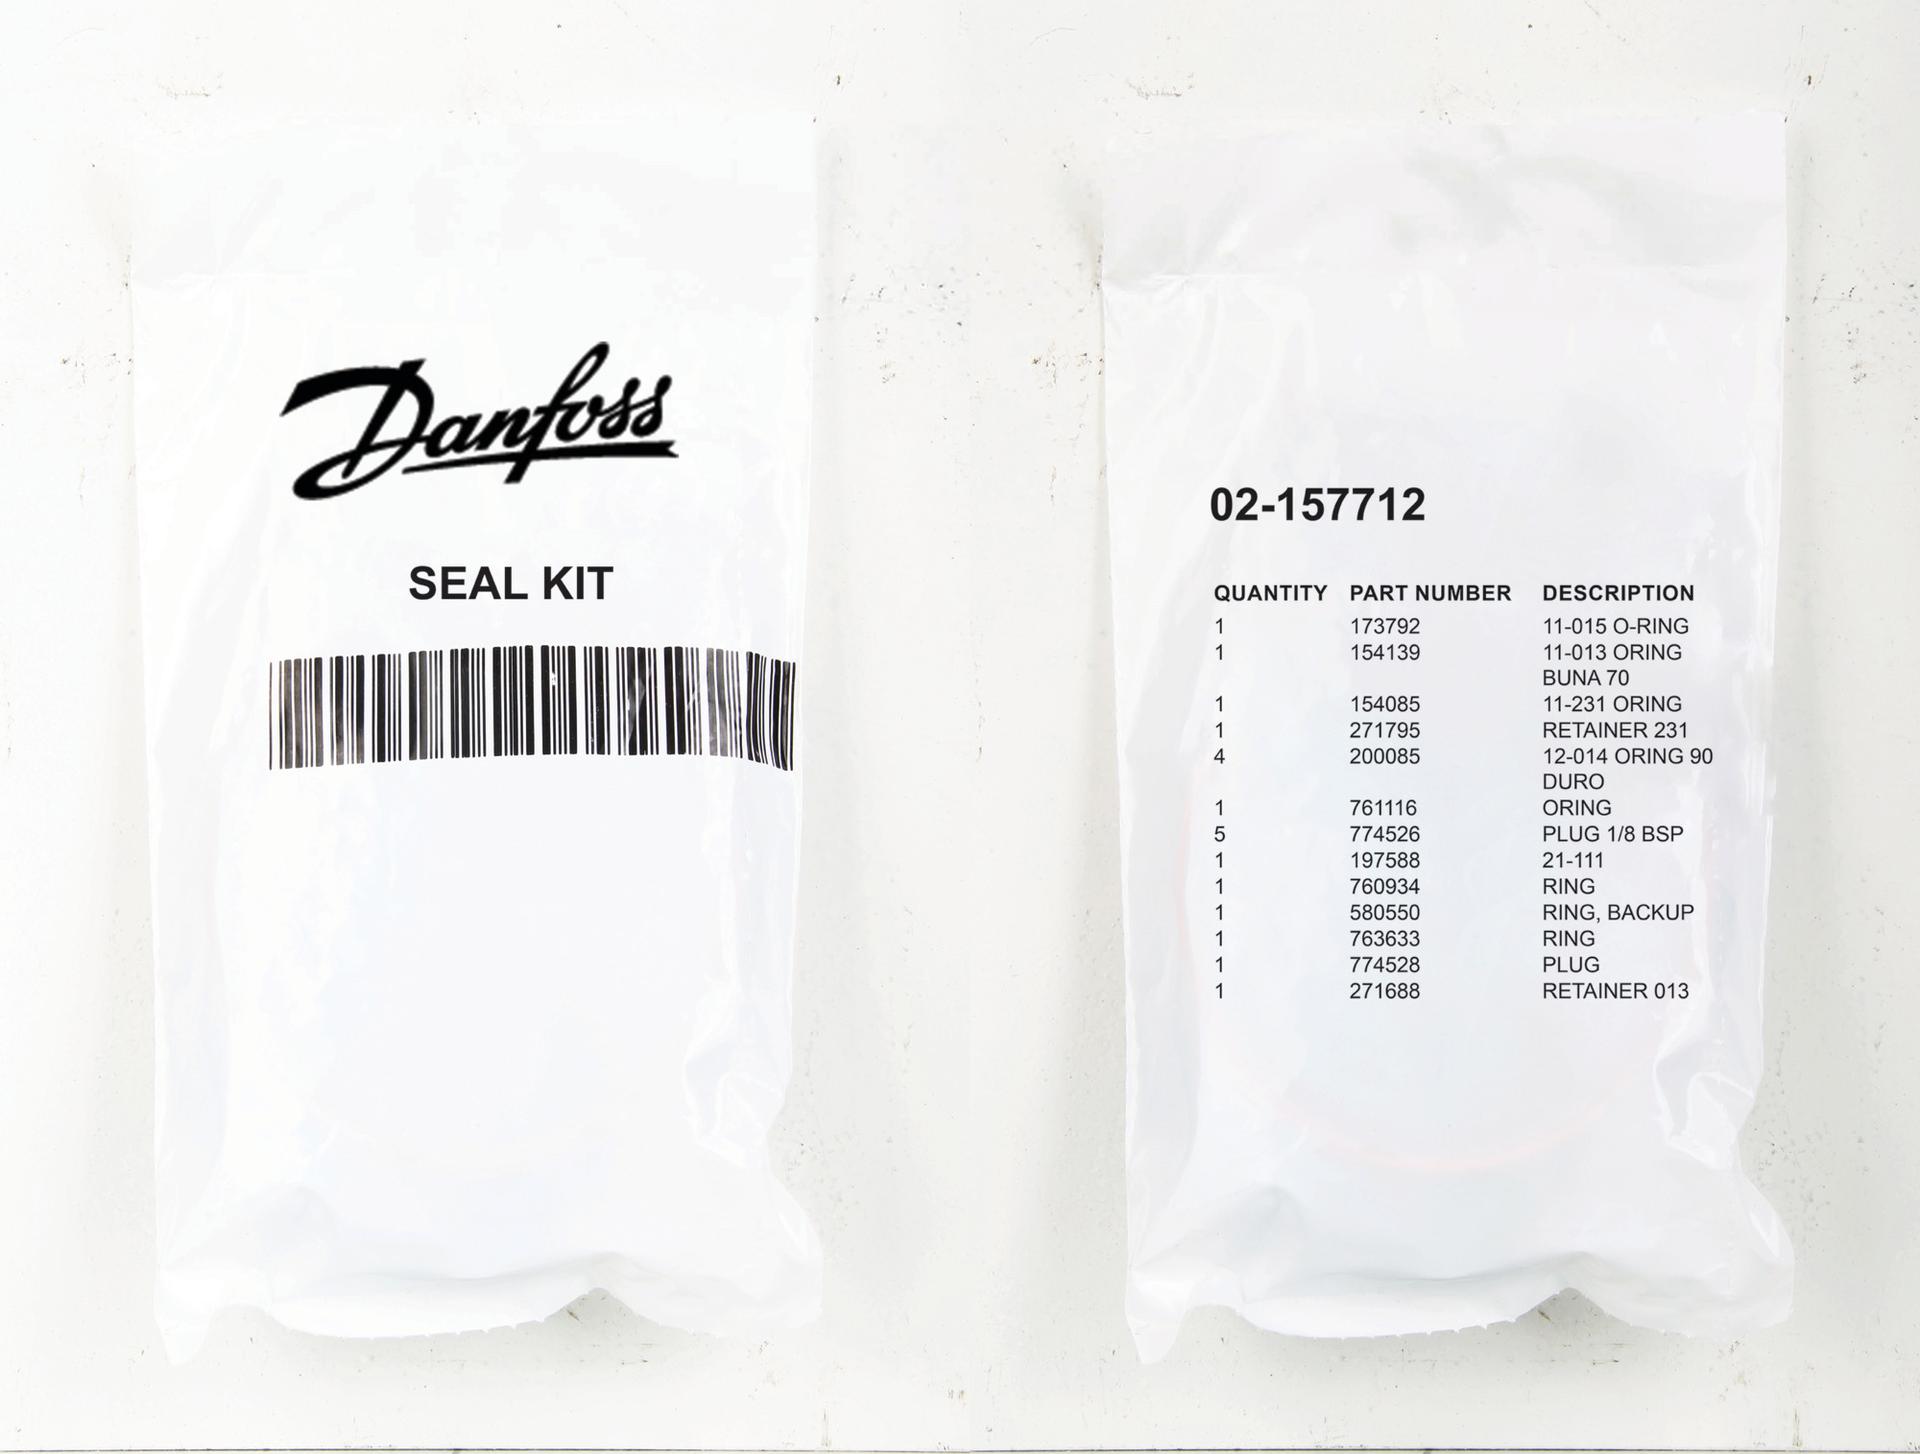 Danfoss
SEAL KIT
02-157712
QUANTITY PART NUMBER DESCRIPTION
1 173792 11-015 O-RING
1 154139 11-013 ORING
BUNA 70
1 154085 11-231 ORING
1 271795 RETAINER 231
4 200085 12-014 ORING 90
DURO
1 761116 ORING
5 774526 PLUG 1/8 BSP
1 197588 21-111
1 760934 RING
1 580550 RING, BACKUP
1 763633 RING
1 774528 PLUG
1 271688 RETAINER 013